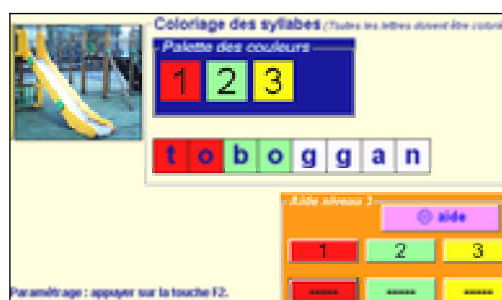 Coloriage des syllabes (Toutes les lettres doivent être colorié
Palette des couleurs
1 2 3
t o b o g g a n
Aide niveau 3
aide
1 2 3
----- ----- -----
Paramétrage : appuyer sur la touche F2.